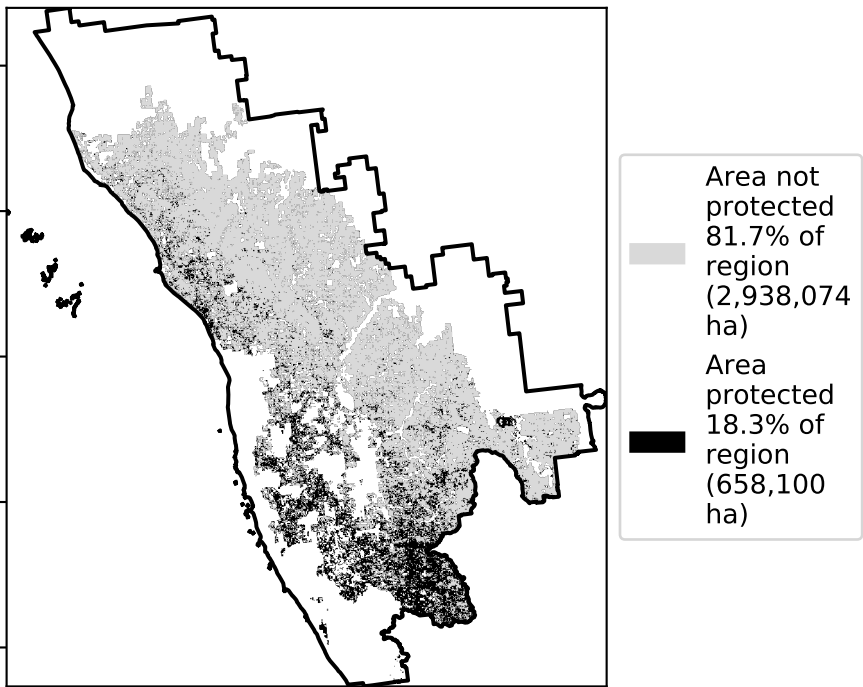 Area not
protected
81.7% of
region
(2,938,074
ha)
Area
protected
18.3% of
region
(658,100
ha)